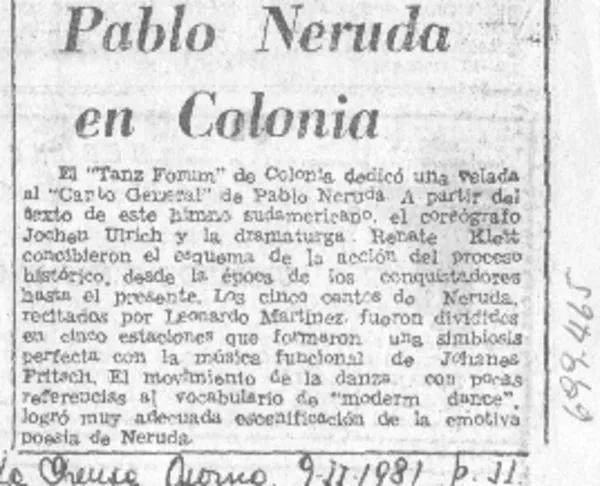 Pablo Neruda
en Colonia
El "Tanz Forum" de Colonia dedicó una velada
al "Canto General" de Pablo Neruda. A partir del
texto de este himno sudamericano, el coreógrafo
Jochen Ulrich y la dramaturga Renate Klett
concibieron el esquema de la acción del proceso
histórico, desde la época de los conquistadores
hasta el presente. Los cinco cantos de Neruda,
recitados por Leonardo Martínez, fueron divididos
en cinco estaciones que formaron una simbiosis
perfecta con la música funcional de Johanes
Fritsch. El movimiento de la danza, con pocas
referencias al vocabulario de "moderm dance",
logró muy adecuada escenificación de la emotiva
poesía de Neruda.
La Prensa, Osorno, 9-II-1981 p. 11.
699.465